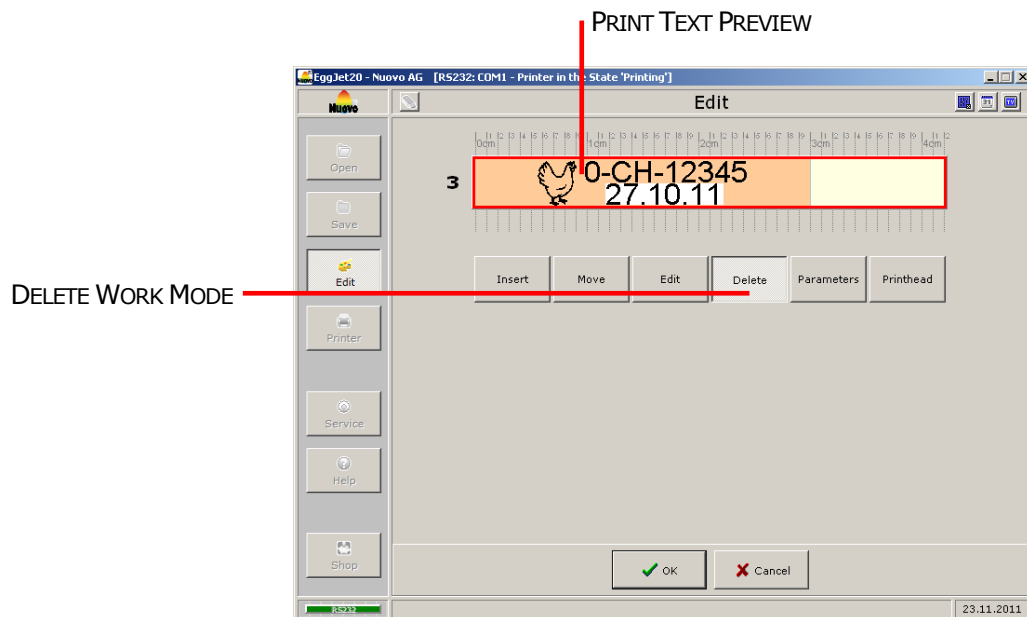 PRINT TEXT PREVIEW
EggJet20 - Nuovo AG [RS232: COM1 - Printer in the State 'Printing']
Nuovo
Edit
0cm 1cm 2cm 3cm 4cm
Open
3
0-CH-12345
27.10.11
Save
Edit
Insert Move Edit Delete Parameters Printhead
DELETE WORK MODE
Printer
Service
Help
Shop
OK Cancel
RS232
23.11.2011